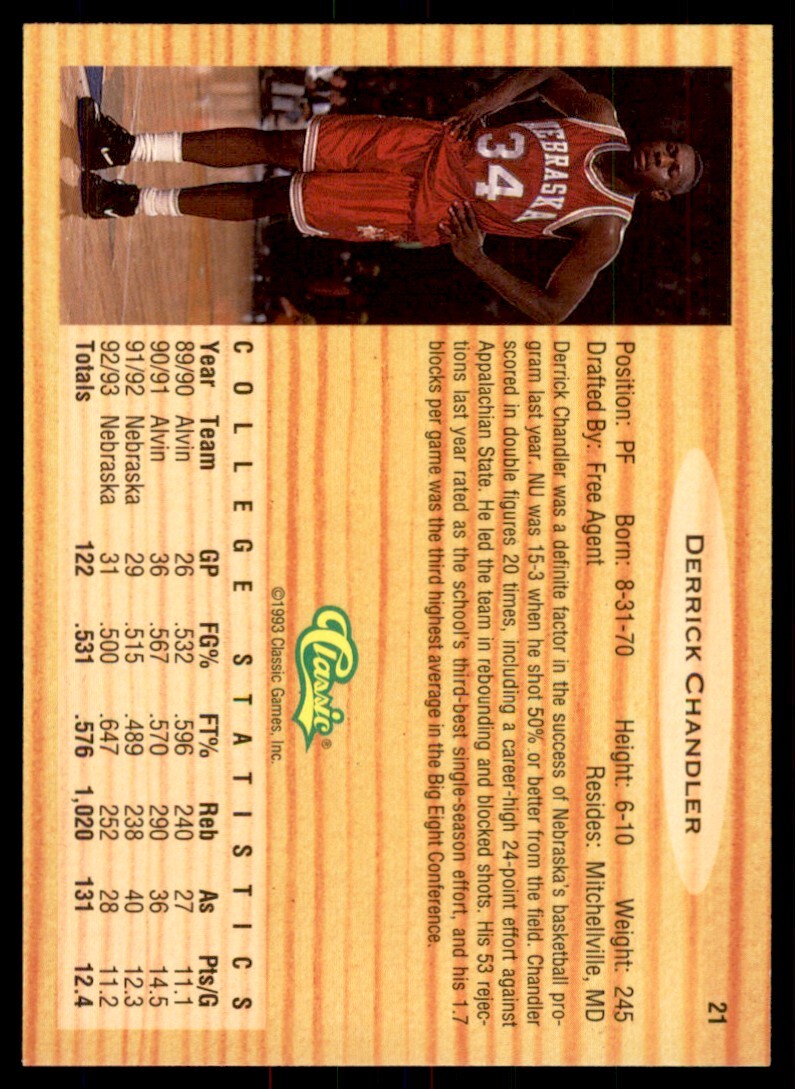 21
DERRICK CHANDLER
Position: PF Born: 8-31-70 Height: 6-10 Weight: 245
Drafted By: Free Agent Resides: Mitchellville, MD
Derrick Chandler was a definite factor in the success of Nebraska's basketball pro-
gram last year. NU was 15-3 when he shot 50% or better from the field. Chandler
scored in double figures 20 times, including a career-high 24-point effort against
Appalachian State. He led the team in rebounding and blocked shots. His 53 rejec-
tions last year rated as the school's third-best single-season effort, and his 1.7
blocks per game was the third highest average in the Big Eight Conference.
NEBRASKA
34
Classic®
©1993 Classic Games, Inc.
COLLEGE STATISTICS
Year Team GP FG% FT% Reb As Pts/G
89/90 Alvin 26 .532 .596 240 27 11.1
90/91 Alvin 36 .567 .570 290 36 14.5
91/92 Nebraska 29 .515 .489 238 40 12.3
92/93 Nebraska 31 .500 .647 252 28 11.2
Totals 122 .531 .576 1,020 131 12.4